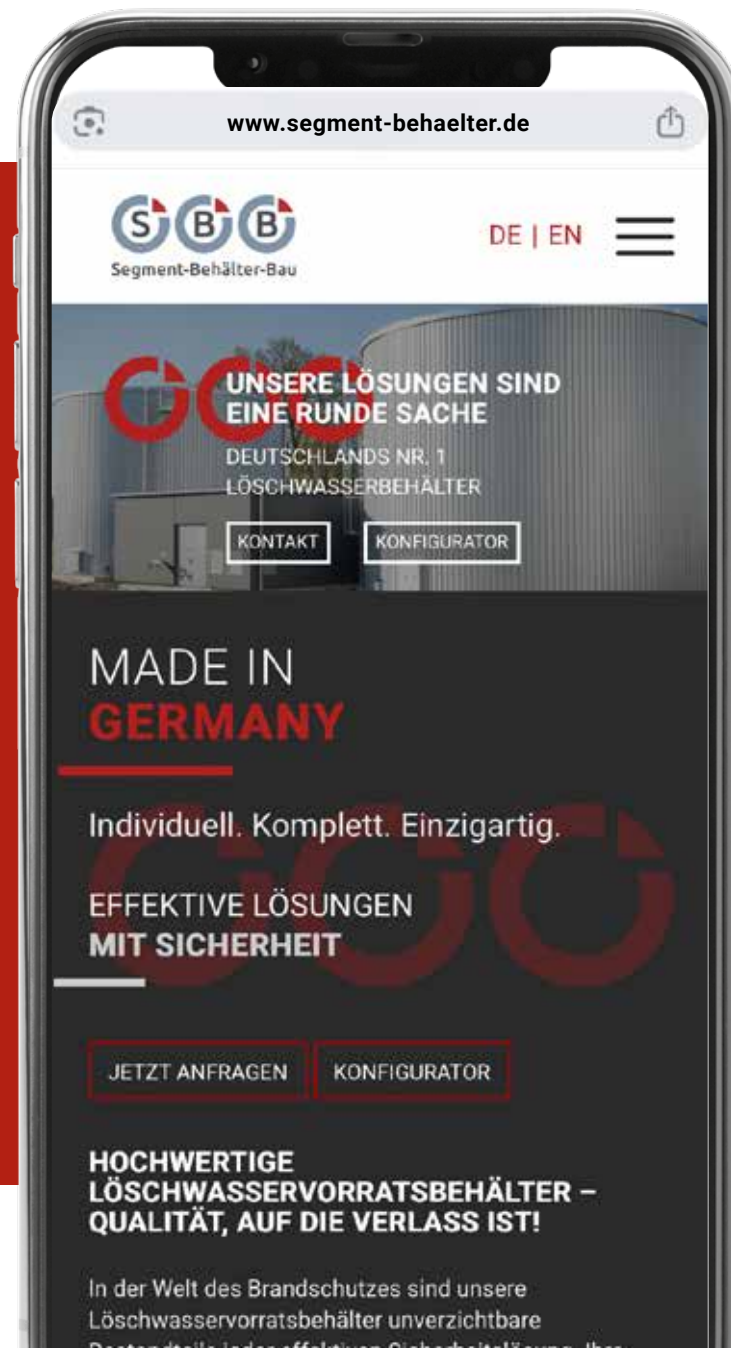 www.segment-behaelter.de
S B B
Segment-Behälter-Bau
DE | EN
UNSERE LÖSUNGEN SIND
EINE RUNDE SACHE
DEUTSCHLANDS NR. 1
LÖSCHWASSERBEHÄLTER
KONTAKT KONFIGURATOR
MADE IN
GERMANY
Individuell. Komplett. Einzigartig.
EFFEKTIVE LÖSUNGEN
MIT SICHERHEIT
JETZT ANFRAGEN KONFIGURATOR
HOCHWERTIGE
LÖSCHWASSERVORRATSBEHÄLTER –
QUALITÄT, AUF DIE VERLASS IST!
In der Welt des Brandschutzes sind unsere
Löschwasservorratsbehälter unverzichtbare